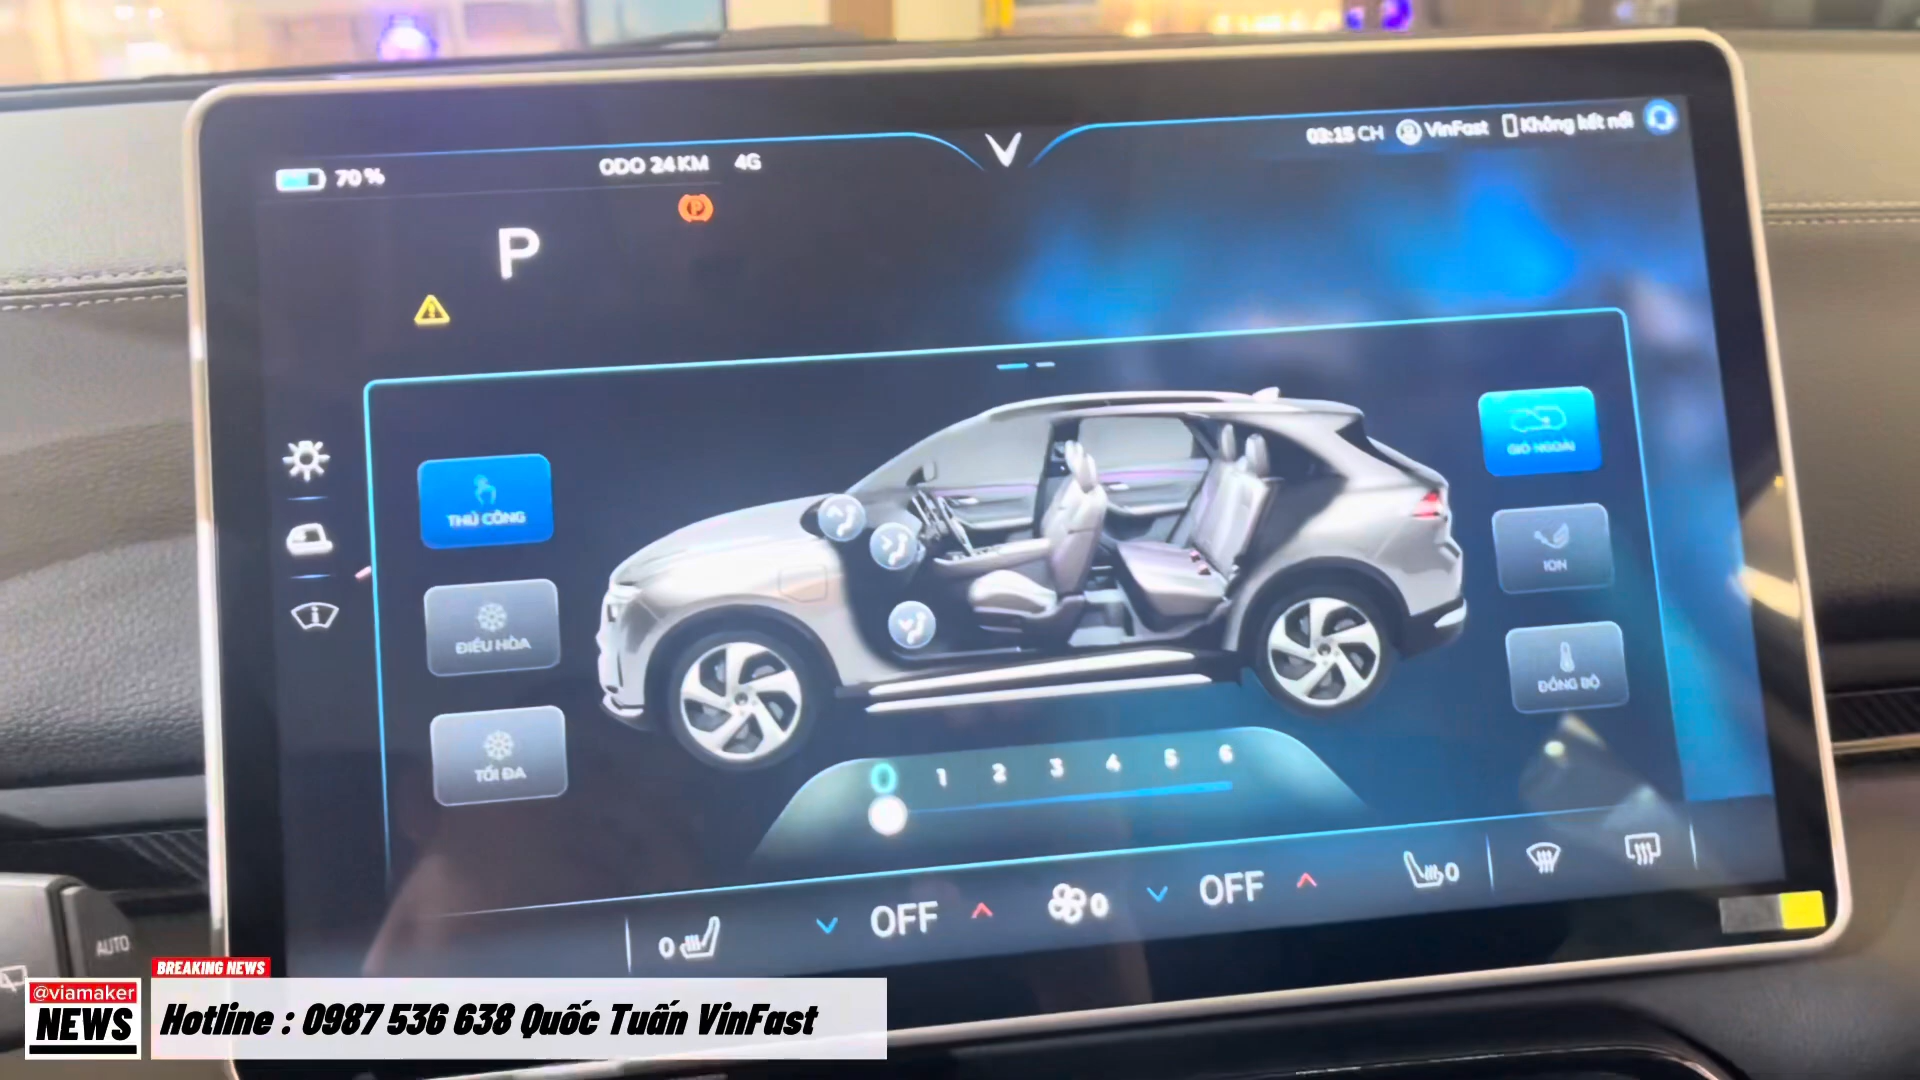 70%
ODO 24 KM
4G
03:15 CH
VinFast
Không kết nối
P
P
THỦ CÔNG
ĐIỀU HÒA
TỐI ĐA
GIÓ NGOÀI
ION
ĐỒNG BỘ
0 1 2 3 4 5 6
0
OFF
0
OFF
0
AUTO
BREAKING NEWS
@viamaker
NEWS
Hotline : 0987 536 638 Quốc Tuấn VinFast